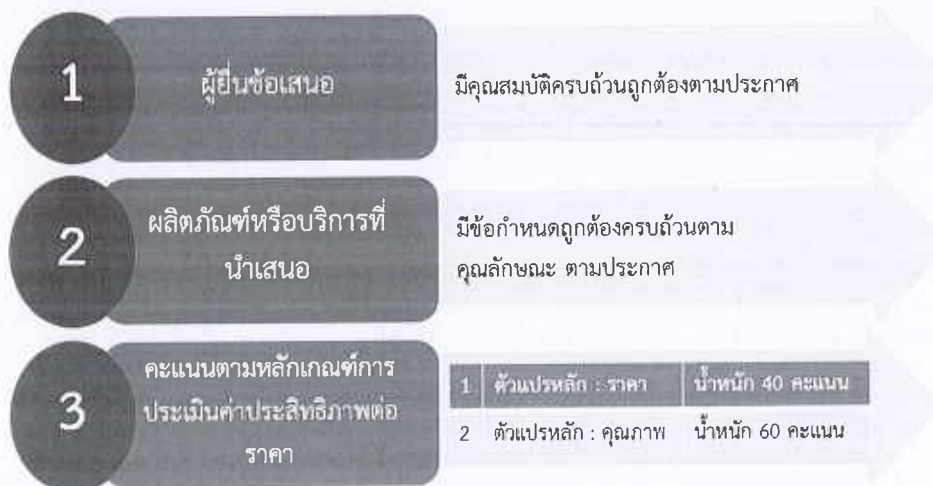 1
ผู้ยื่นข้อเสนอ
มีคุณสมบัติครบถ้วนถูกต้องตามประกาศ
2
ผลิตภัณฑ์หรือบริการที่
นำเสนอ
มีข้อกำหนดถูกต้องครบถ้วนตาม
คุณลักษณะ ตามประกาศ
3
คะแนนตามหลักเกณฑ์การ
ประเมินค่าประสิทธิภาพต่อ
ราคา
1 ตัวแปรหลัก : ราคา น้ำหนัก 40 คะแนน
2 ตัวแปรหลัก : คุณภาพ น้ำหนัก 60 คะแนน